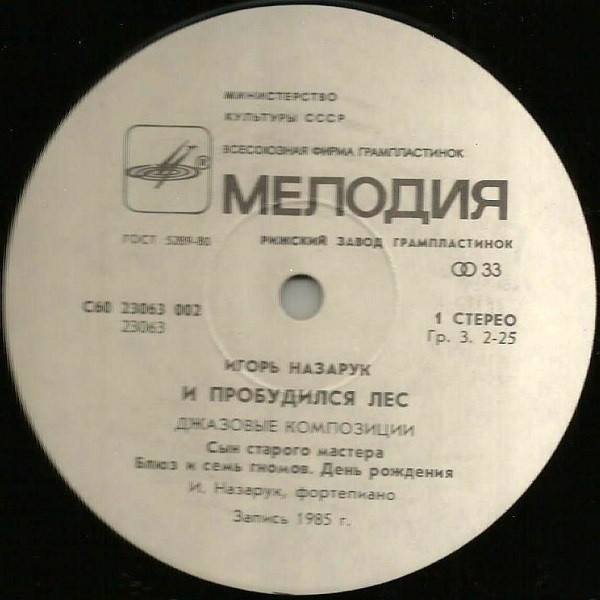 МИНИСТЕРСТВО
КУЛЬТУРЫ СССР
ВСЕСОЮЗНАЯ ФИРМА ГРАМПЛАСТИНОК
®
МЕЛОДИЯ
ГОСТ 5289-80 РИЖСКИЙ ЗАВОД ГРАМПЛАСТИНОК
33
С60 23063 002
23063
1 СТЕРЕО
Гр. 3. 2-25
ИГОРЬ НАЗАРУК
И ПРОБУДИЛСЯ ЛЕС
ДЖАЗОВЫЕ КОМПОЗИЦИИ
Сын старого мастера
Блюз и семь гномов. День рождения
И. Назарук, фортепиано
Запись 1985 г.